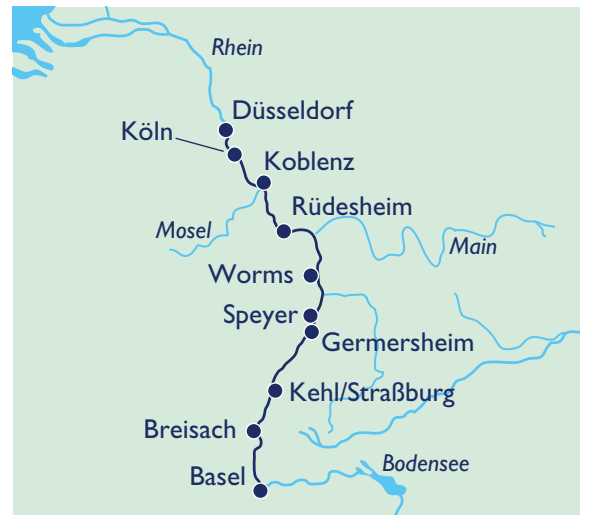 Rhein
Düsseldorf
Köln
Koblenz
Rüdesheim
Mosel
Main
Worms
Speyer
Germersheim
Kehl/Straßburg
Breisach
Bodensee
Basel